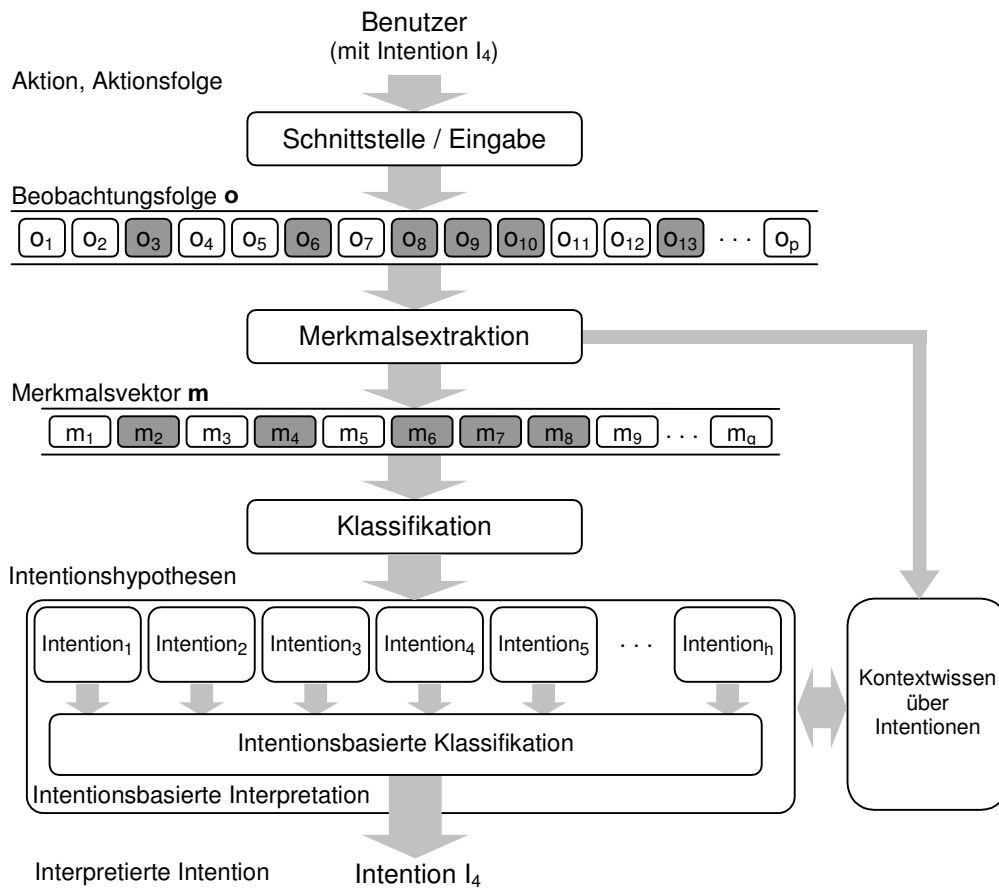 Benutzer
(mit Intention I4)
Aktion, Aktionsfolge
Schnittstelle / Eingabe
Beobachtungsfolge o
o1 o2 o3 o4 o5 o6 o7 o8 o9 o10 o11 o12 o13 · · · op
Merkmalsextraktion
Merkmalsvektor m
m1 m2 m3 m4 m5 m6 m7 m8 m9 · · · mq
Klassifikation
Intentionshypothesen
Intention1 Intention2 Intention3 Intention4 Intention5 · · · Intentionh
Kontextwissen
über
Intentionen
Intentionsbasierte Klassifikation
Intentionsbasierte Interpretation
Interpretierte Intention
Intention I4